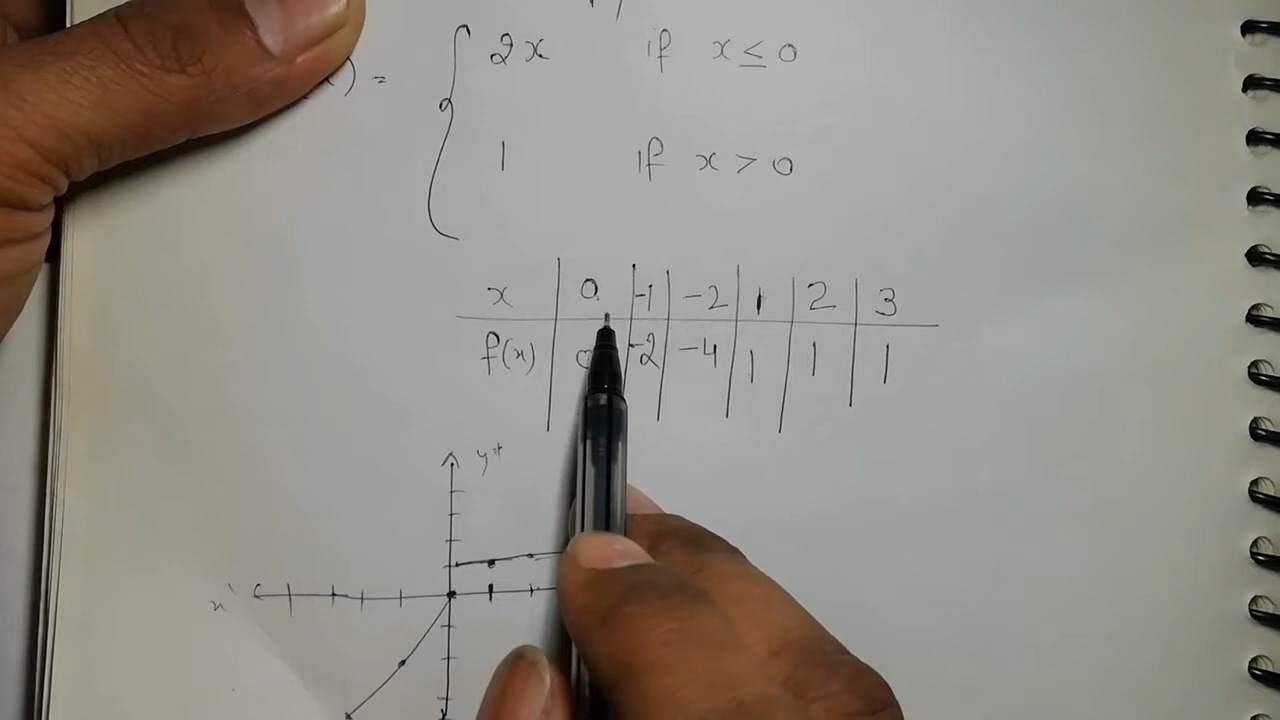 ) = { 2x if x ≤ 0
1 if x > 0
x | 0 | -1 | -2 | 1 | 2 | 3
f(x) | 0 | -2 | -4 | 1 | 1 | 1
y+
x'